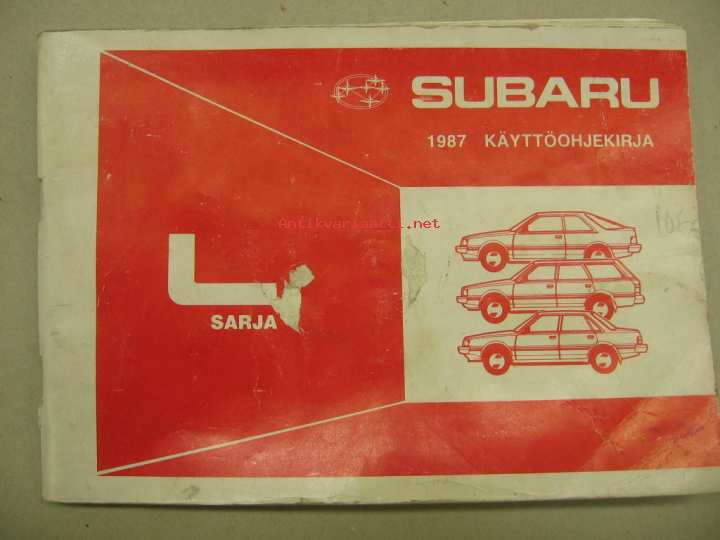 SUBARU
1987 KÄYTTÖOHJEKIRJA
Antikvariaatti.net
L
SARJA